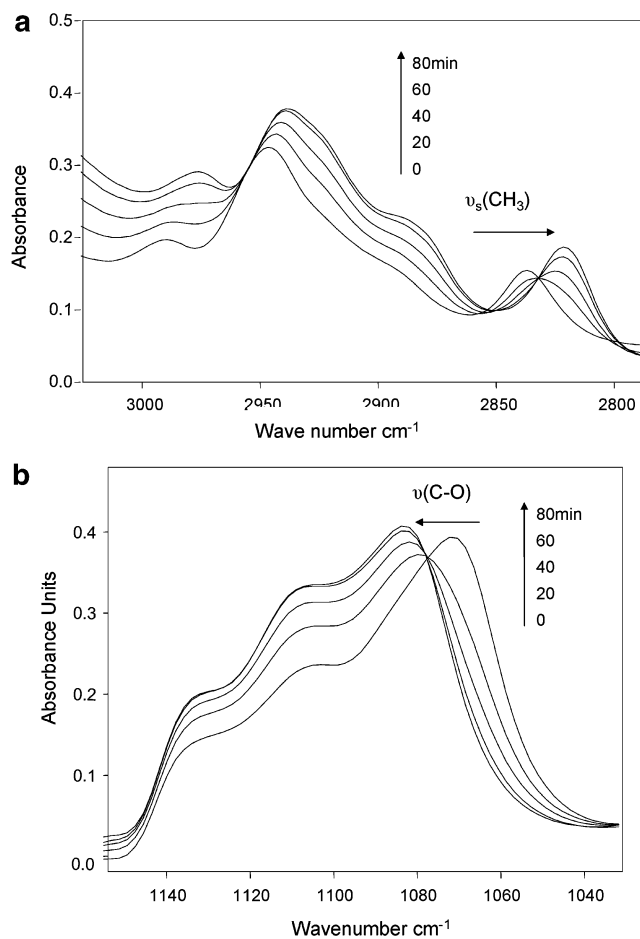 a
0.5
0.4
0.3
0.2
0.1
0.0
Absorbance
80min
60
40
20
0
υs(CH3)
3000 2950 2900 2850 2800
Wave number cm-1
b
υ(C-O)
80min
60
40
20
0
0.4
0.3
0.2
0.1
0.0
Absorbance Units
1140 1120 1100 1080 1060 1040
Wavenumber cm-1